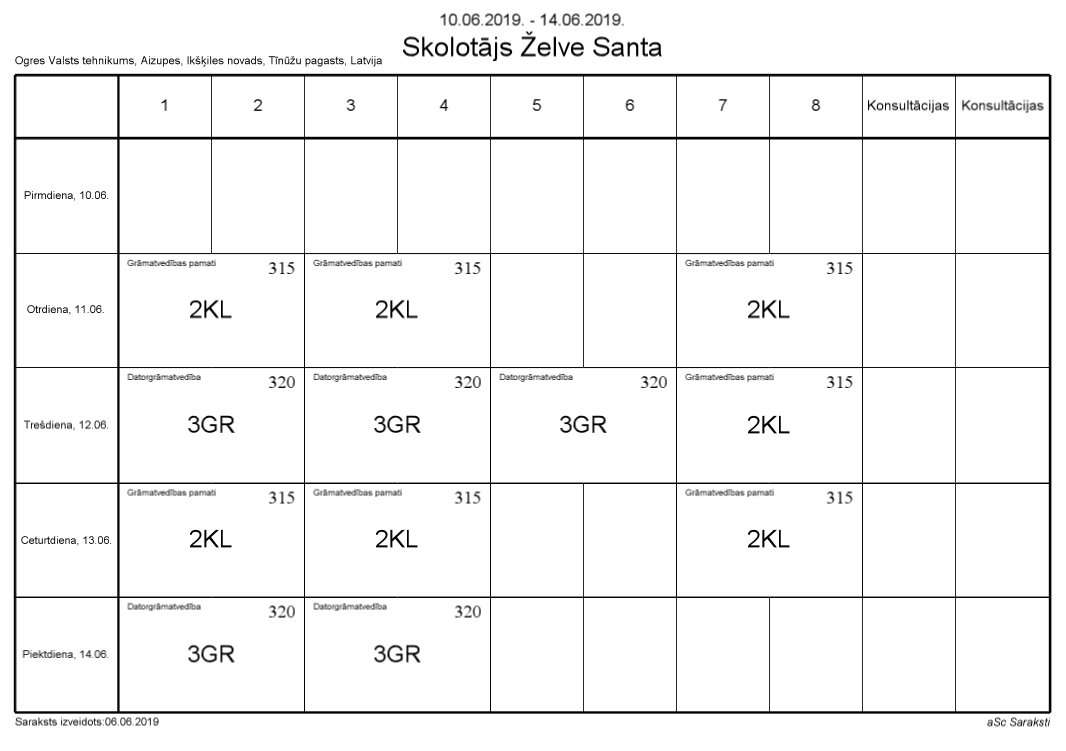 10.06.2019. - 14.06.2019.
Skolotājs Želve Santa
Ogres Valsts tehnikums, Aizupes, Ikšķiles novads, Tīnūžu pagasts, Latvija
1 2 3 4 5 6 7 8 Konsultācijas Konsultācijas
Pirmdiena, 10.06.
Grāmatvedības pamati 315 Grāmatvedības pamati 315 Grāmatvedības pamati 315
Otrdiena, 11.06. 2KL 2KL 2KL
Datorgrāmatvedība 320 Datorgrāmatvedība 320 Datorgrāmatvedība 320 Grāmatvedības pamati 315
Trešdiena, 12.06. 3GR 3GR 3GR 2KL
Grāmatvedības pamati 315 Grāmatvedības pamati 315 Grāmatvedības pamati 315
Ceturtdiena, 13.06. 2KL 2KL 2KL
Datorgrāmatvedība 320 Datorgrāmatvedība 320
Piektdiena, 14.06. 3GR 3GR
Saraksts izveidots:06.06.2019 aSc Saraksti